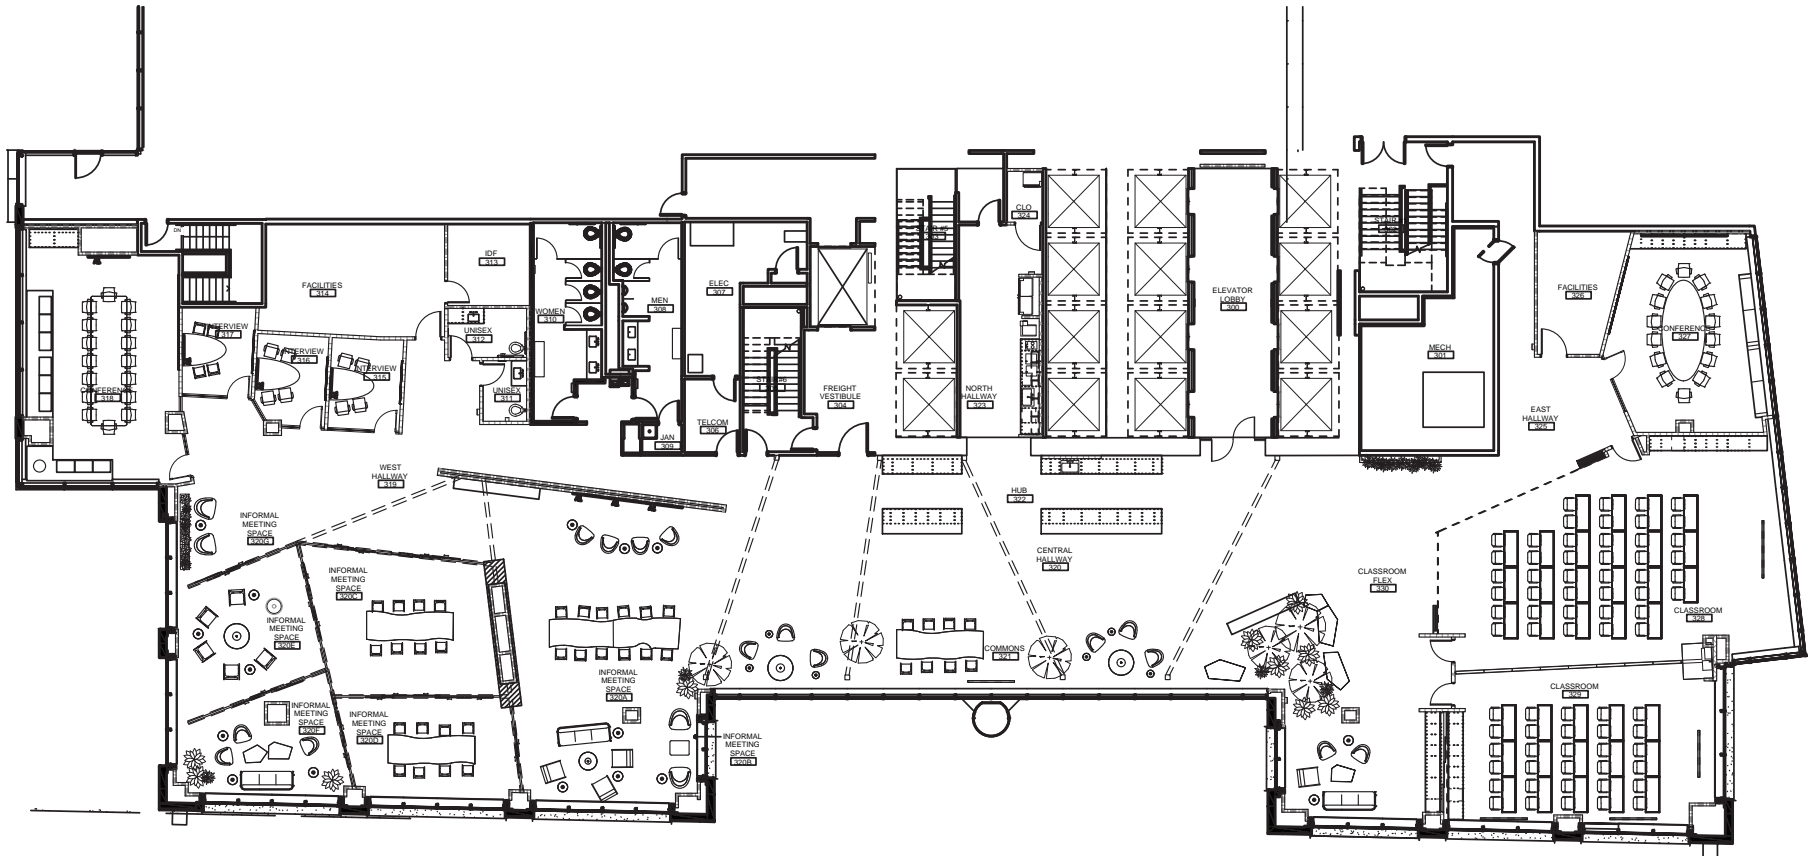 DN
CLO
324
IDF
313
FACILITIES
314
ELEC
307
ELEVATOR
LOBBY
300
FACILITIES
326
MEN
308
WOMEN
310
INTERVIEW
317
UNISEX
312
CONFERENCE
327
INTERVIEW
316
MECH
301
INTERVIEW
315
CONFERENCE
318
UNISEX
311
FREIGHT
VESTIBULE
304
NORTH
HALLWAY
323
EAST
HALLWAY
325
TELCOM
306
JAN
309
WEST
HALLWAY
319
HUB
322
INFORMAL
MEETING
SPACE
320G
CENTRAL
HALLWAY
320
INFORMAL
MEETING
SPACE
320C
CLASSROOM
FLEX
330
CLASSROOM
328
INFORMAL
MEETING
SPACE
320E
COMMONS
321
INFORMAL
MEETING
SPACE
320A
CLASSROOM
329
INFORMAL
MEETING
SPACE
320F
INFORMAL
MEETING
SPACE
320D
INFORMAL
MEETING
SPACE
320B